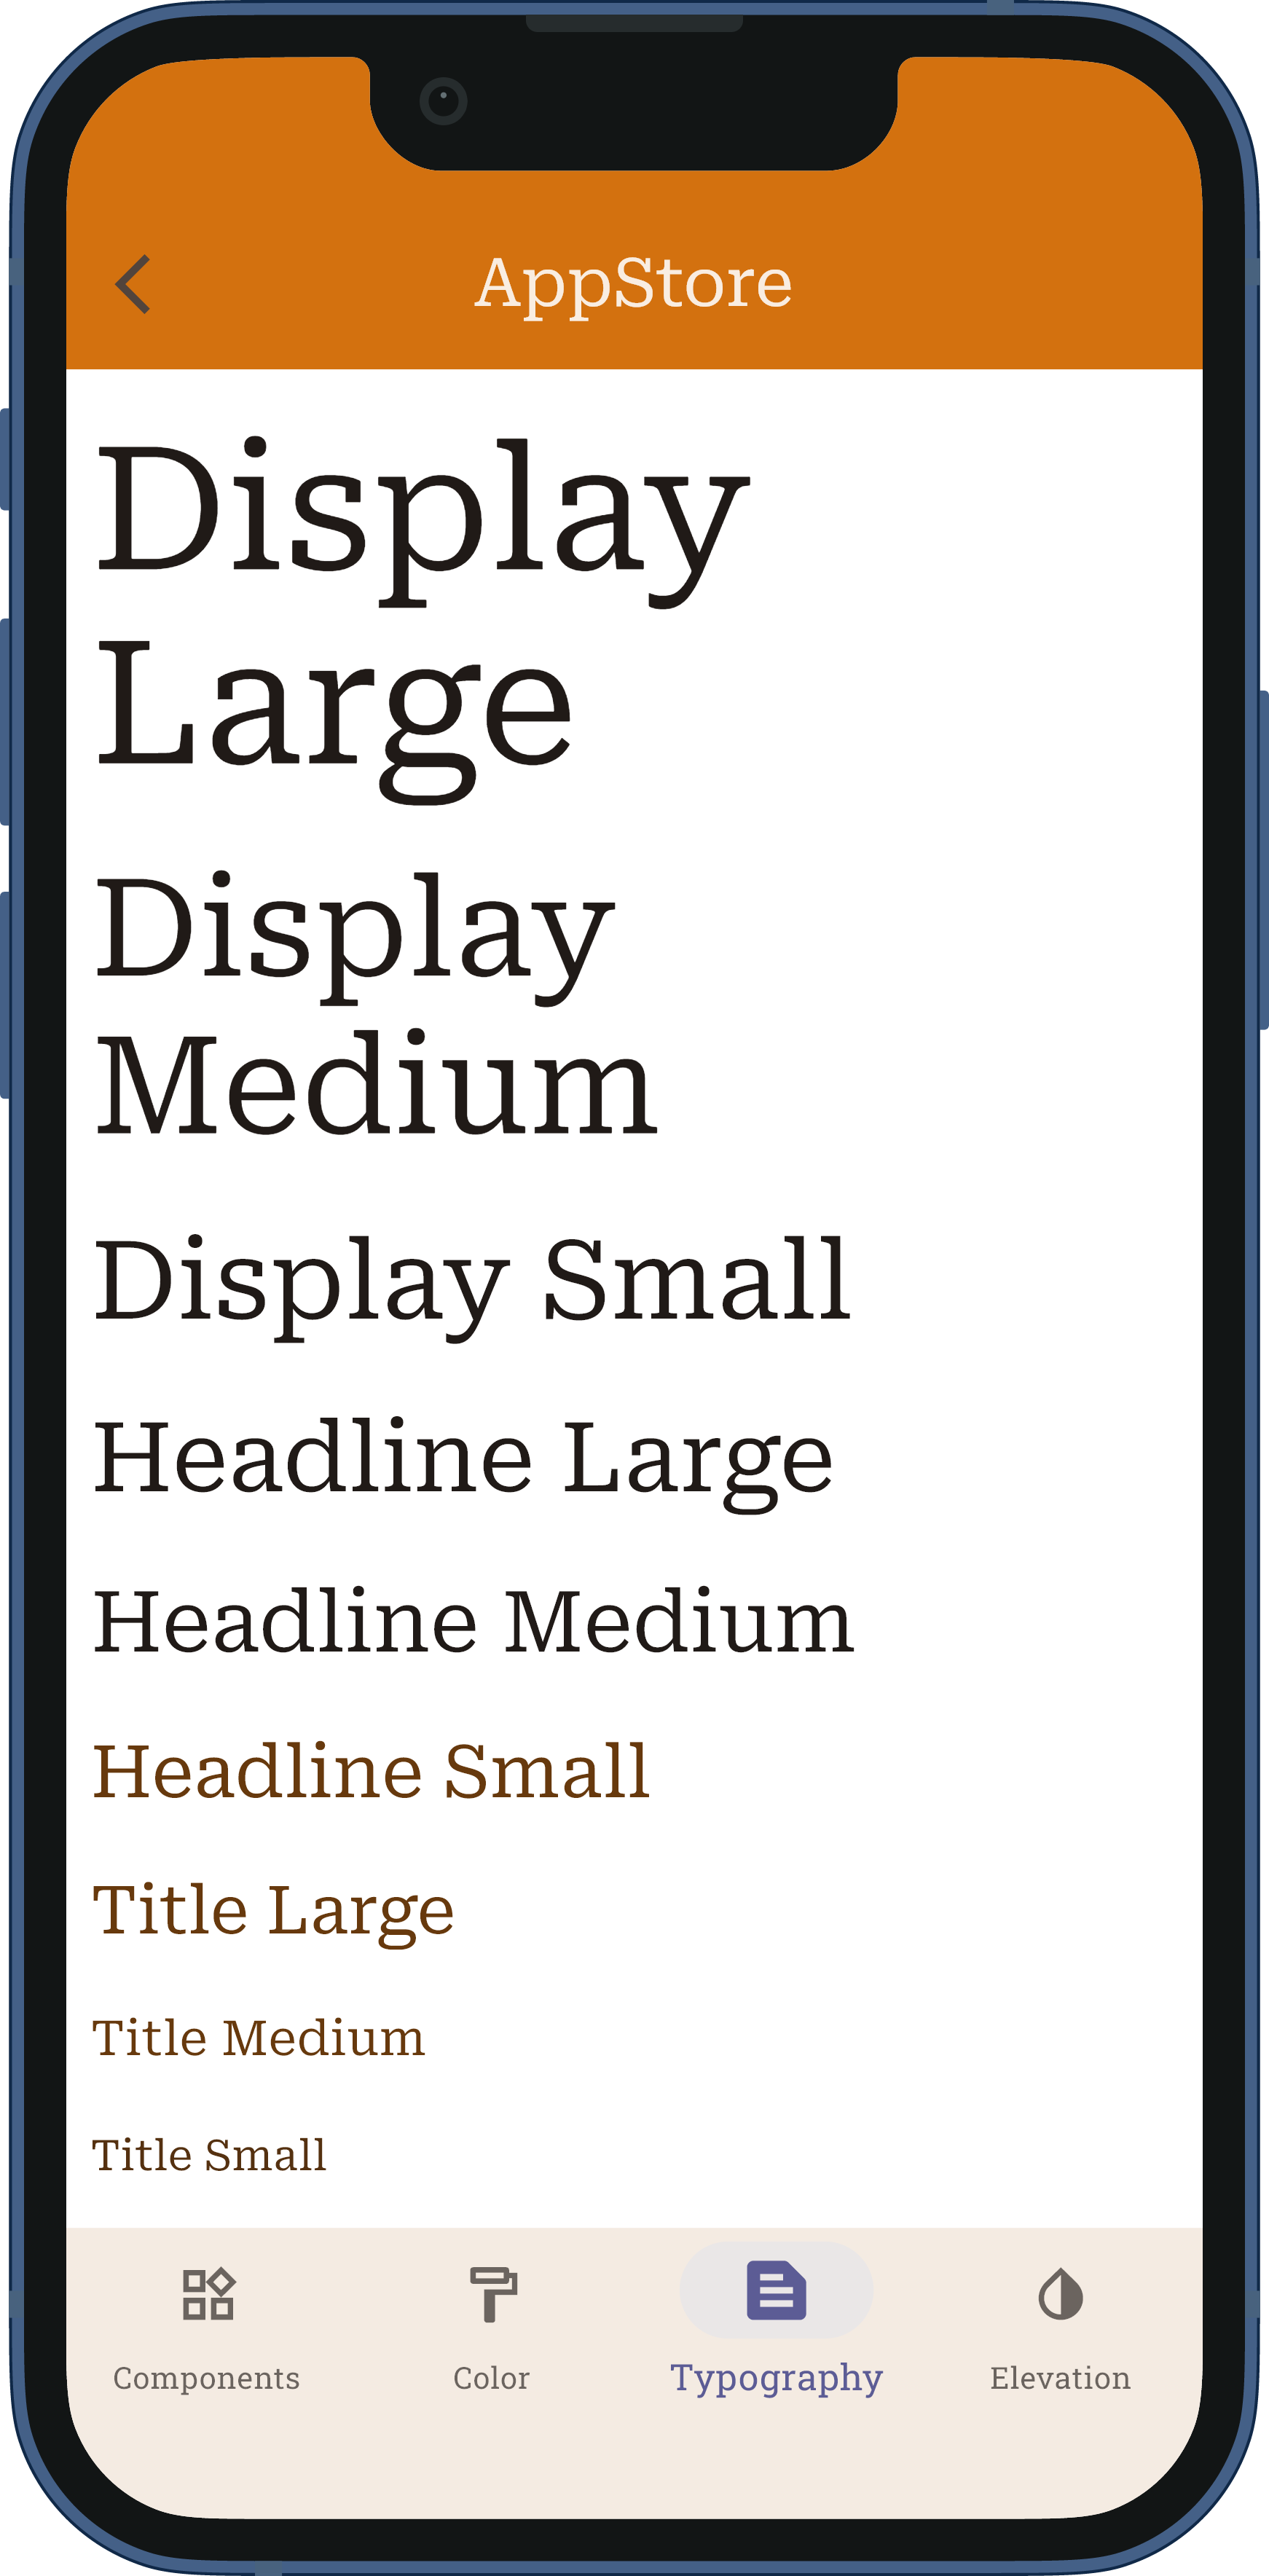 AppStore
Display
Large
Display
Medium
Display Small
Headline Large
Headline Medium
Headline Small
Title Large
Title Medium
Title Small
Components
Color
Typography
Elevation